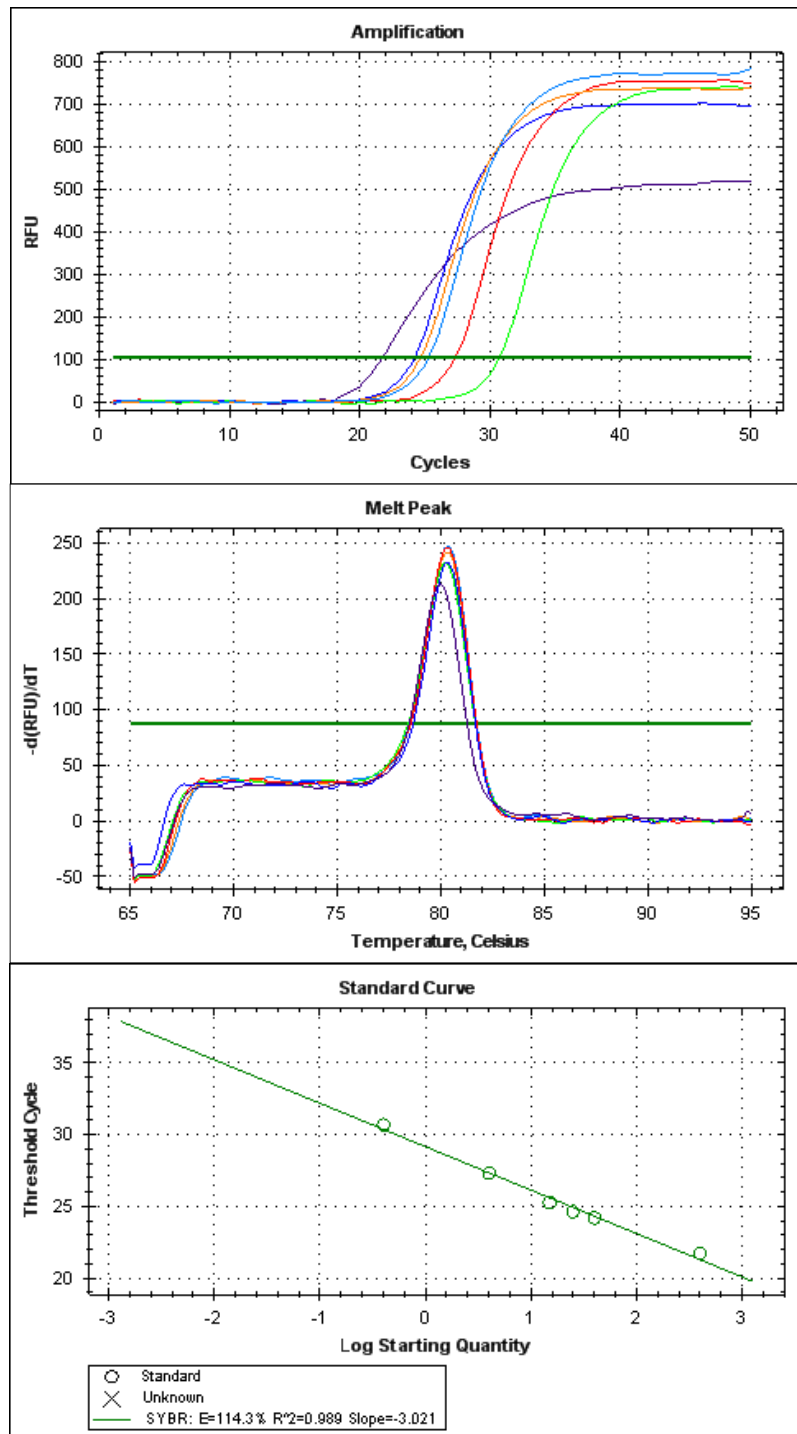 Amplification
800
700
600
500
400
300
200
100
0
RFU
0 10 20 30 40 50
Cycles
Melt Peak
250
200
150
100
50
0
-50
-d(RFU)/dT
65 70 75 80 85 90 95
Temperature, Celsius
Standard Curve
35
30
25
20
Threshold Cycle
-3 -2 -1 0 1 2 3
Log Starting Quantity
Standard
Unknown
SYBR: E=114.3% R^2=0.989 Slope=-3.021